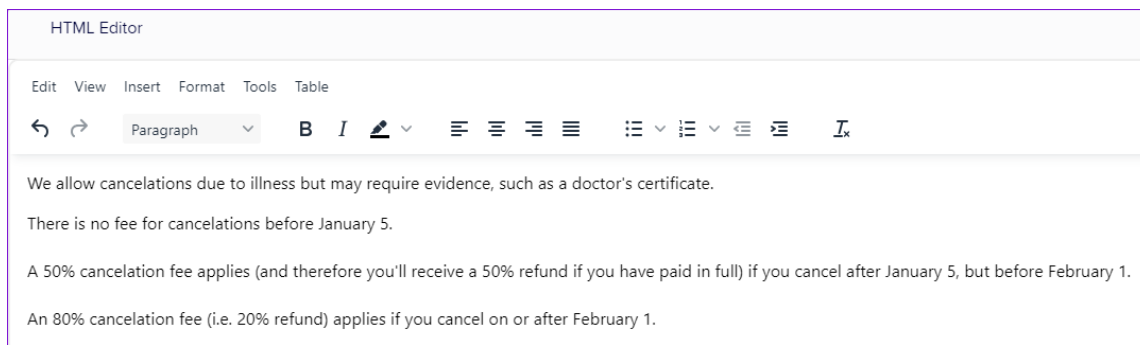 HTML Editor
Edit View Insert Format Tools Table
Paragraph B I
We allow cancelations due to illness but may require evidence, such as a doctor's certificate.
There is no fee for cancelations before January 5.
A 50% cancelation fee applies (and therefore you'll receive a 50% refund if you have paid in full) if you cancel after January 5, but before February 1.
An 80% cancelation fee (i.e. 20% refund) applies if you cancel on or after February 1.